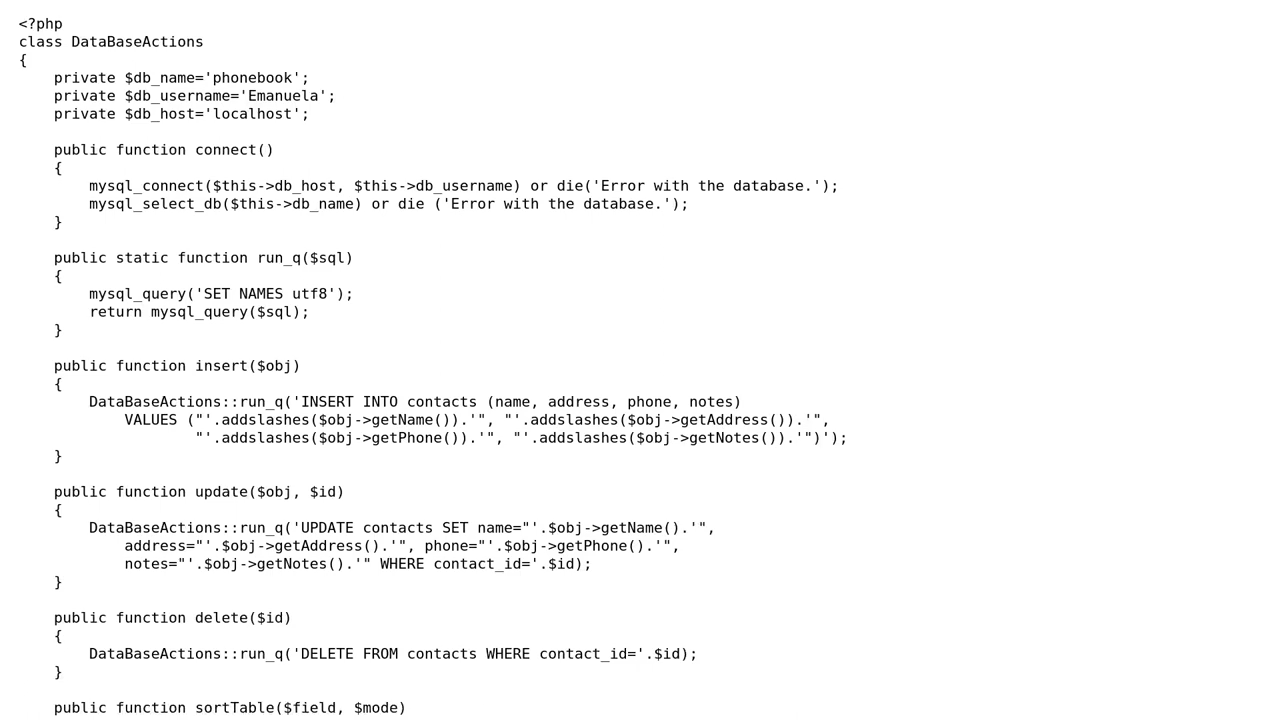 <?php
class DataBaseActions
{
    private $db_name='phonebook';
    private $db_username='Emanuela';
    private $db_host='localhost';

    public function connect()
    {
        mysql_connect($this->db_host, $this->db_username) or die('Error with the database.');
        mysql_select_db($this->db_name) or die ('Error with the database.');
    }

    public static function run_q($sql)
    {
        mysql_query('SET NAMES utf8');
        return mysql_query($sql);
    }

    public function insert($obj)
    {
        DataBaseActions::run_q('INSERT INTO contacts (name, address, phone, notes)
            VALUES ("'.addslashes($obj->getName()).'", "'.addslashes($obj->getAddress()).'",
                    "'.addslashes($obj->getPhone()).'", "'.addslashes($obj->getNotes()).'")');
    }

    public function update($obj, $id)
    {
        DataBaseActions::run_q('UPDATE contacts SET name="'.$obj->getName().'",
            address="'.$obj->getAddress().'", phone="'.$obj->getPhone().'",
            notes="'.$obj->getNotes().'" WHERE contact_id='.$id);
    }

    public function delete($id)
    {
        DataBaseActions::run_q('DELETE FROM contacts WHERE contact_id='.$id);
    }

    public function sortTable($field, $mode)